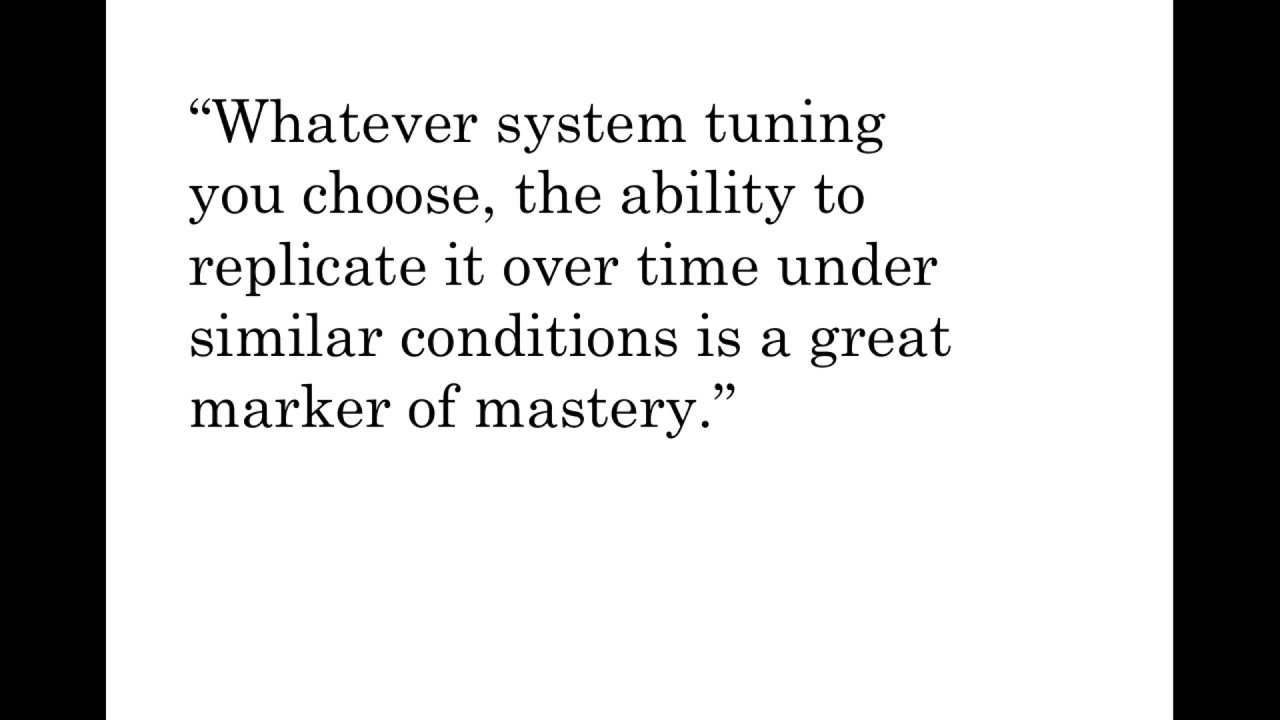 “Whatever system tuning
you choose, the ability to
replicate it over time under
similar conditions is a great
marker of mastery.”